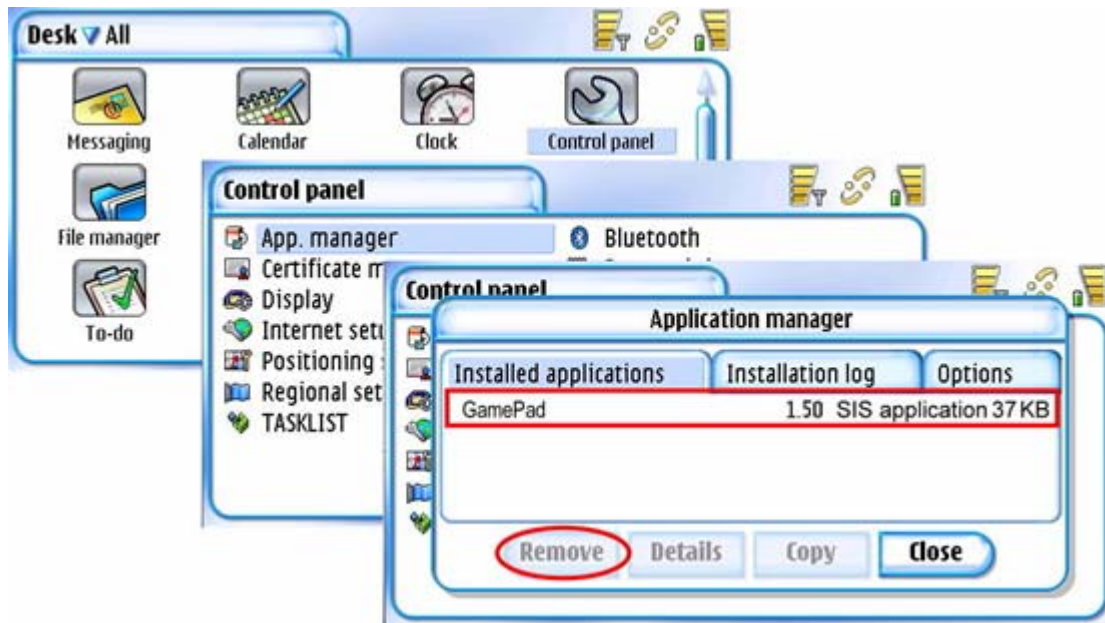 Desk All
Messaging
Calendar
Clock
Control panel
File manager
To-do
Control panel
App. manager
Bluetooth
Certificate m
Display
Internet setu
Positioning
Regional set
TASKLIST
Control panel
Application manager
Installed applications
Installation log
Options
GamePad 1.50 SIS application 37 KB
Remove
Details
Copy
Close